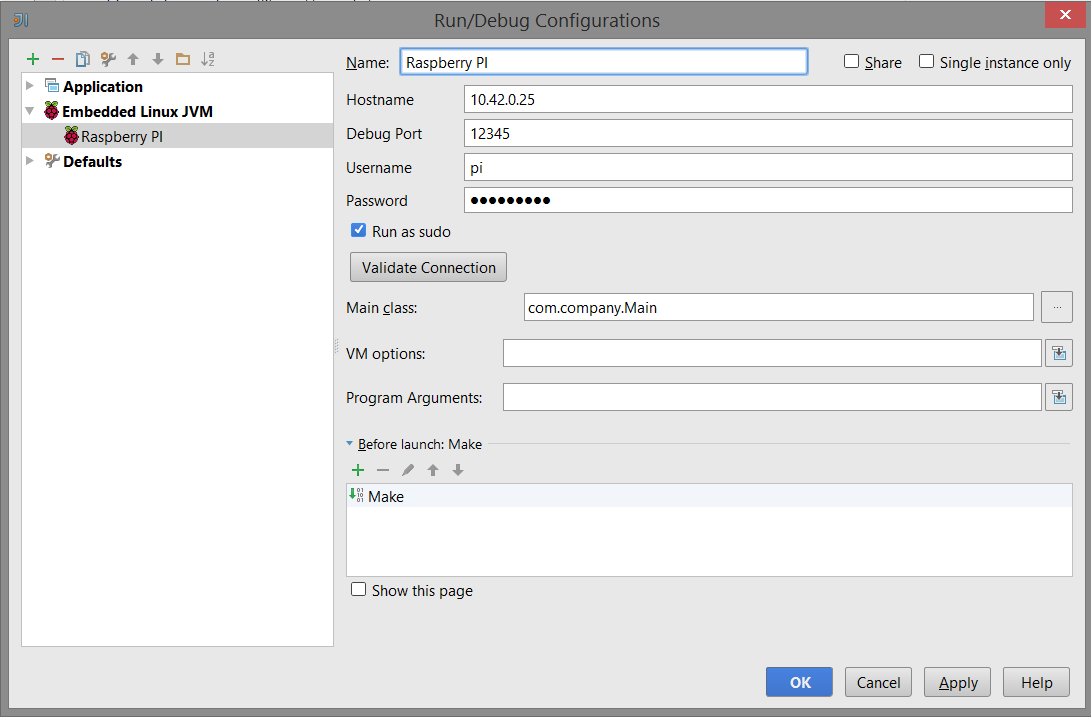 Run/Debug Configurations
Application
Embedded Linux JVM
Raspberry PI
Defaults
Name: Raspberry PI Share Single instance only
Hostname 10.42.0.25
Debug Port 12345
Username pi
Password •••••••••
Run as sudo
Validate Connection
Main class: com.company.Main ...
VM options:
Program Arguments:
Before launch: Make
Make
Show this page
OK Cancel Apply Help